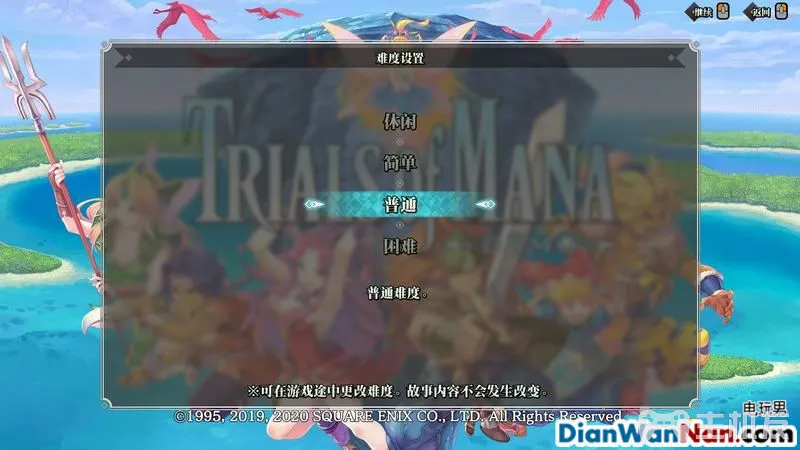 继续
返回
难度设置
TRIALS of MANA
休闲
简单
普通
困难
普通难度。
※可在游戏途中更改难度。故事内容不会发生改变。
©1995, 2019, 2020 SQUARE ENIX CO., LTD. All Rights Reserved.
电玩男
DianWanNan.com